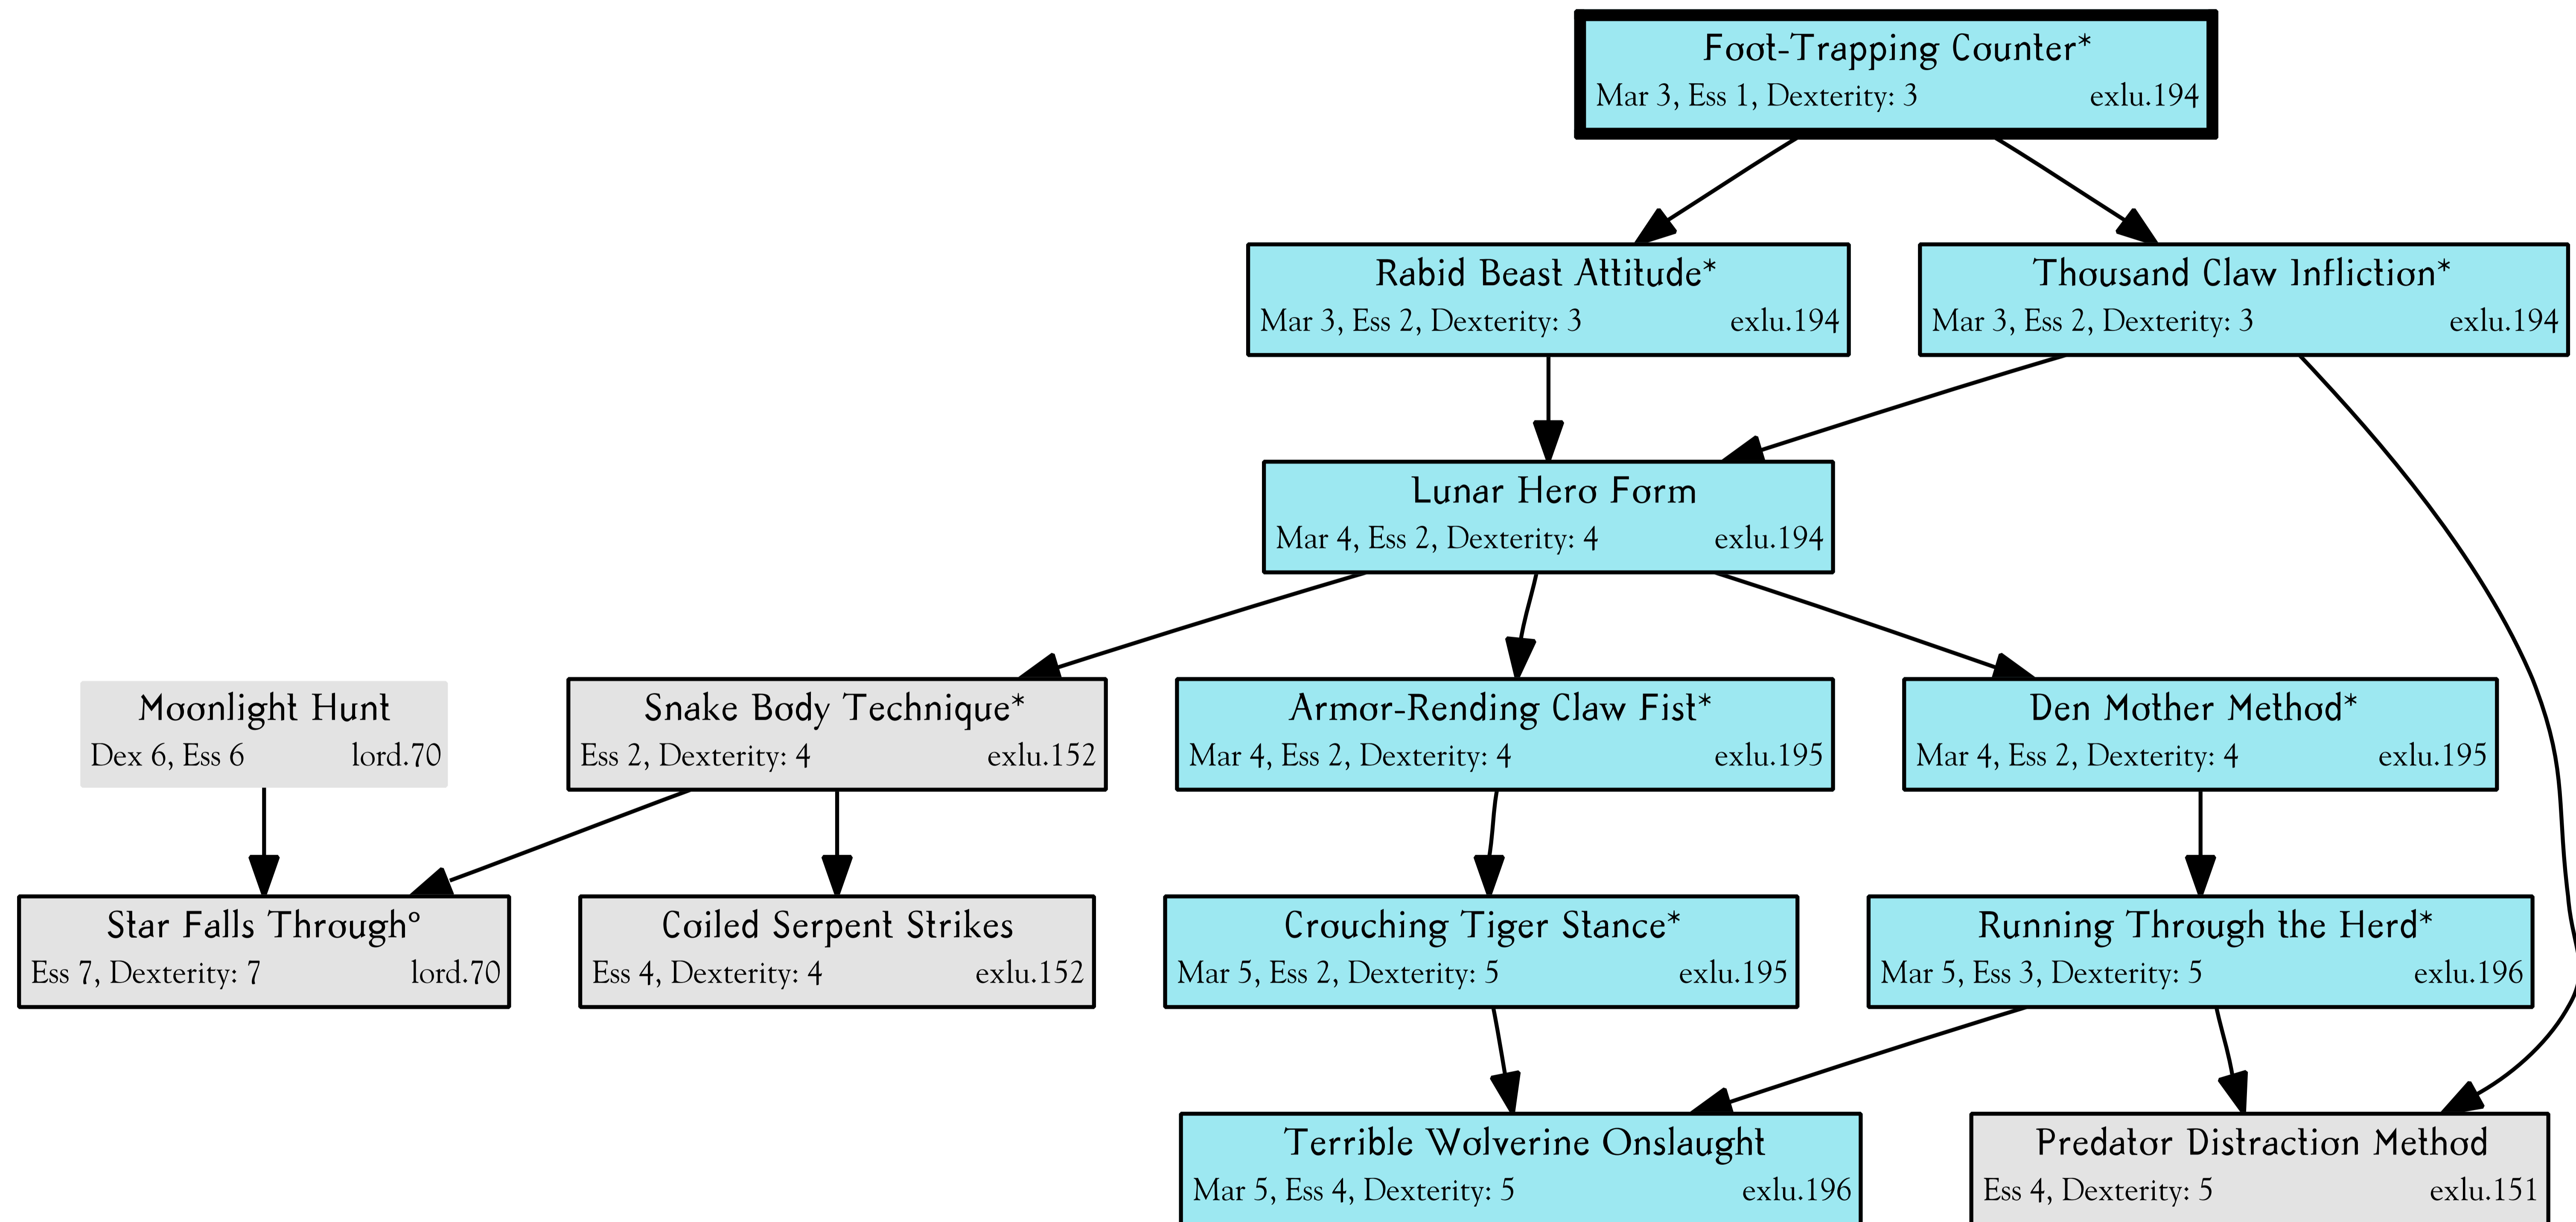 Foot-Trapping Counter*
Mar 3, Ess 1, Dexterity: 3 exlu.194
Rabid Beast Attitude*
Mar 3, Ess 2, Dexterity: 3 exlu.194
Thousand Claw Infliction*
Mar 3, Ess 2, Dexterity: 3 exlu.194
Lunar Hero Form
Mar 4, Ess 2, Dexterity: 4 exlu.194
Moonlight Hunt
Dex 6, Ess 6 lord.70
Snake Body Technique*
Ess 2, Dexterity: 4 exlu.152
Armor-Rending Claw Fist*
Mar 4, Ess 2, Dexterity: 4 exlu.195
Den Mother Method*
Mar 4, Ess 2, Dexterity: 4 exlu.195
Star Falls Through°
Ess 7, Dexterity: 7 lord.70
Coiled Serpent Strikes
Ess 4, Dexterity: 4 exlu.152
Crouching Tiger Stance*
Mar 5, Ess 2, Dexterity: 5 exlu.195
Running Through the Herd*
Mar 5, Ess 3, Dexterity: 5 exlu.196
Terrible Wolverine Onslaught
Mar 5, Ess 4, Dexterity: 5 exlu.196
Predator Distraction Method
Ess 4, Dexterity: 5 exlu.151